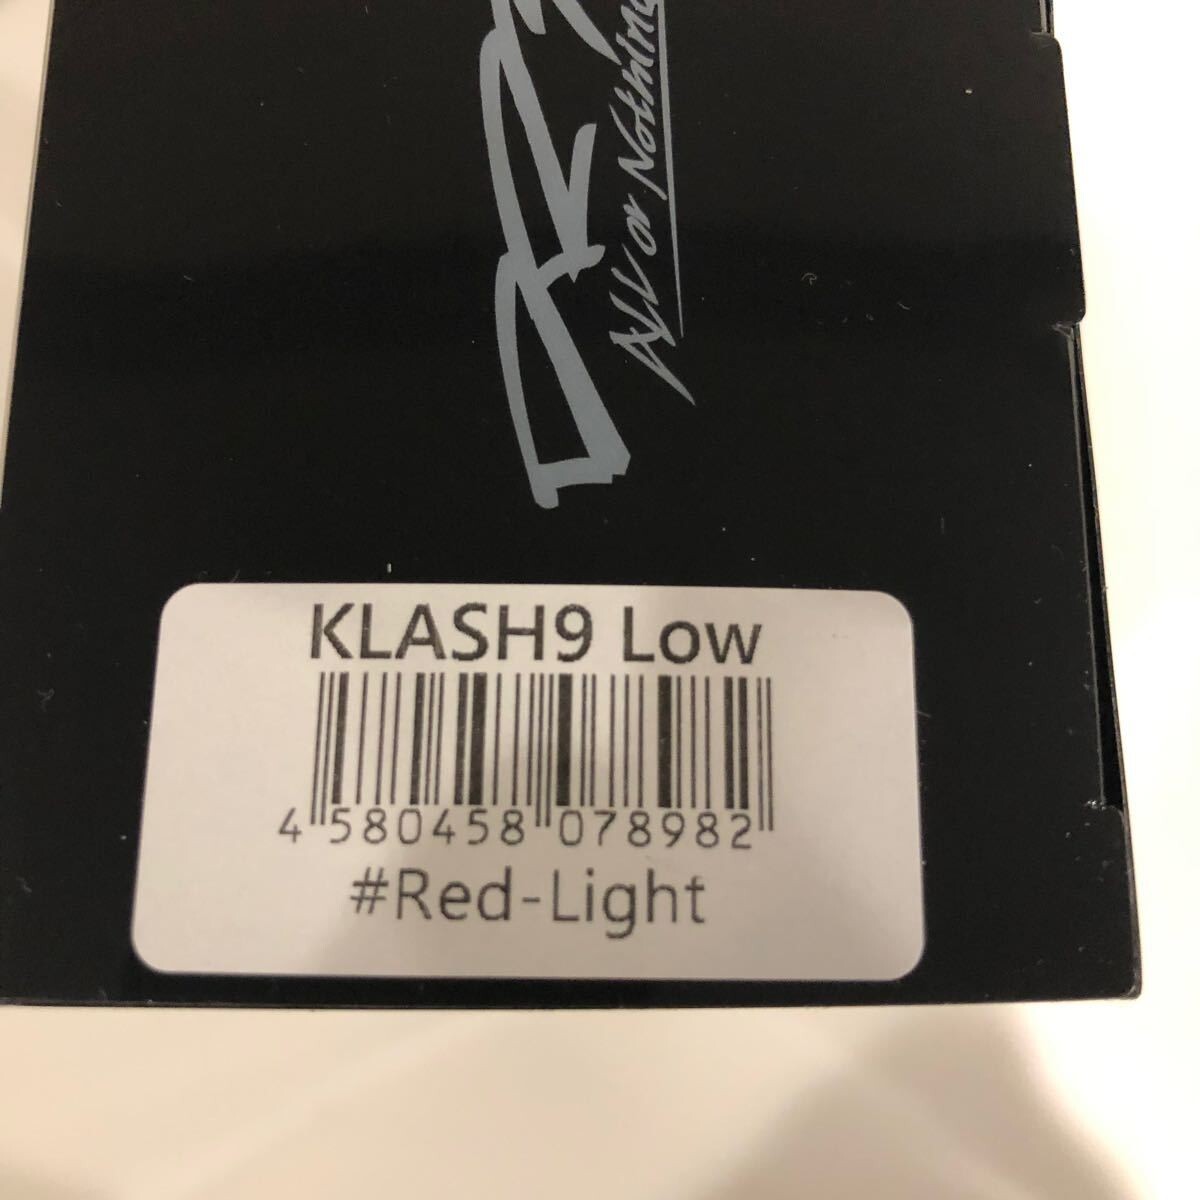 All or Nothing
KLASH9 Low
4 580458 078982
#Red-Light